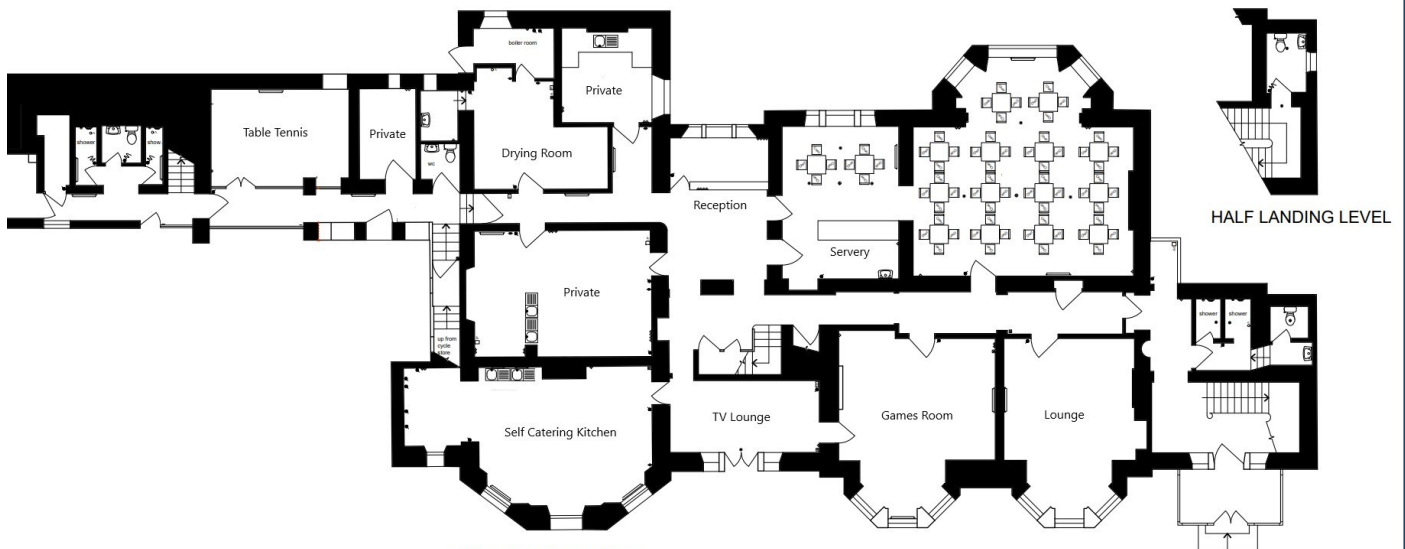 boiler room
Private
Table Tennis
Private
shower
show
wc
Drying Room
Reception
Servery
HALF LANDING LEVEL
Private
up from
cycle
store
shower
shower
Self Catering Kitchen
TV Lounge
Games Room
Lounge